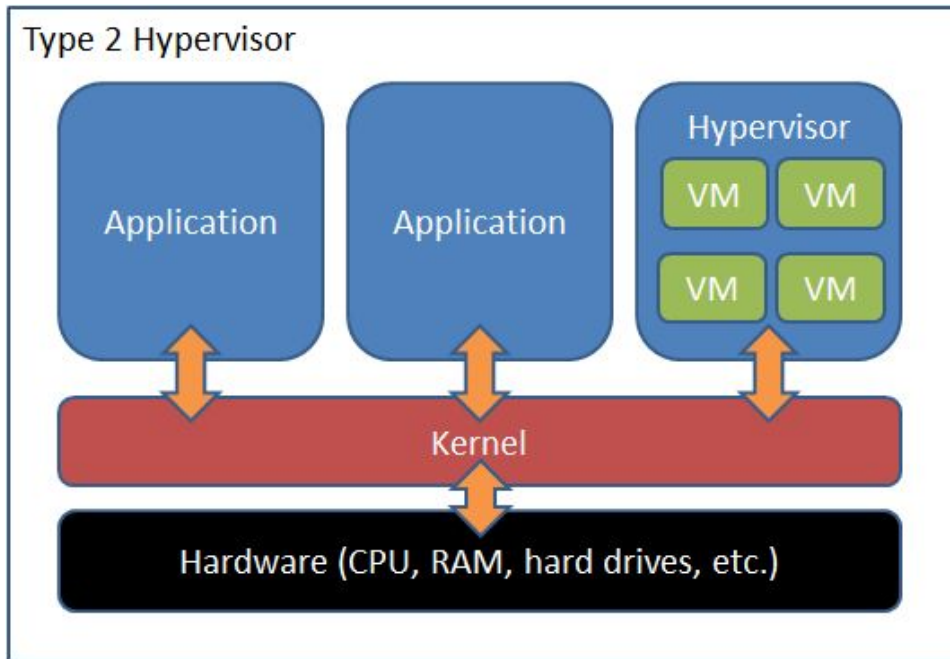 Type 2 Hypervisor
Application
Application
Hypervisor
VM
VM
VM
VM
Kernel
Hardware (CPU, RAM, hard drives, etc.)